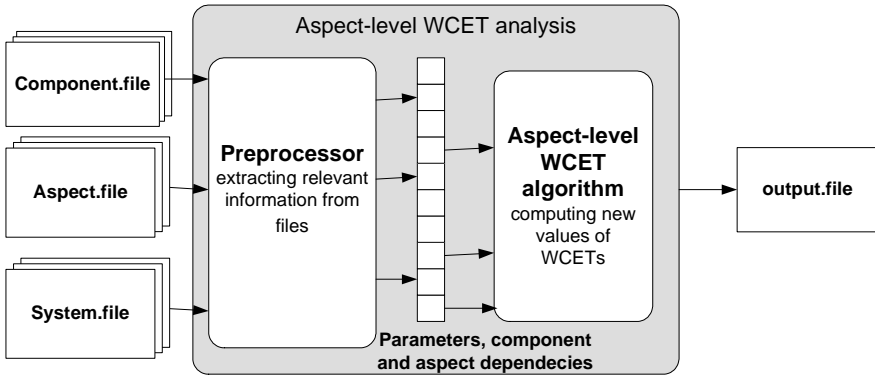 Aspect-level WCET analysis
Component.file
Aspect.file
System.file
Preprocessor
extracting relevant
information from
files
Aspect-level
WCET
algorithm
computing new
values of
WCETs
Parameters, component
and aspect dependecies
output.file